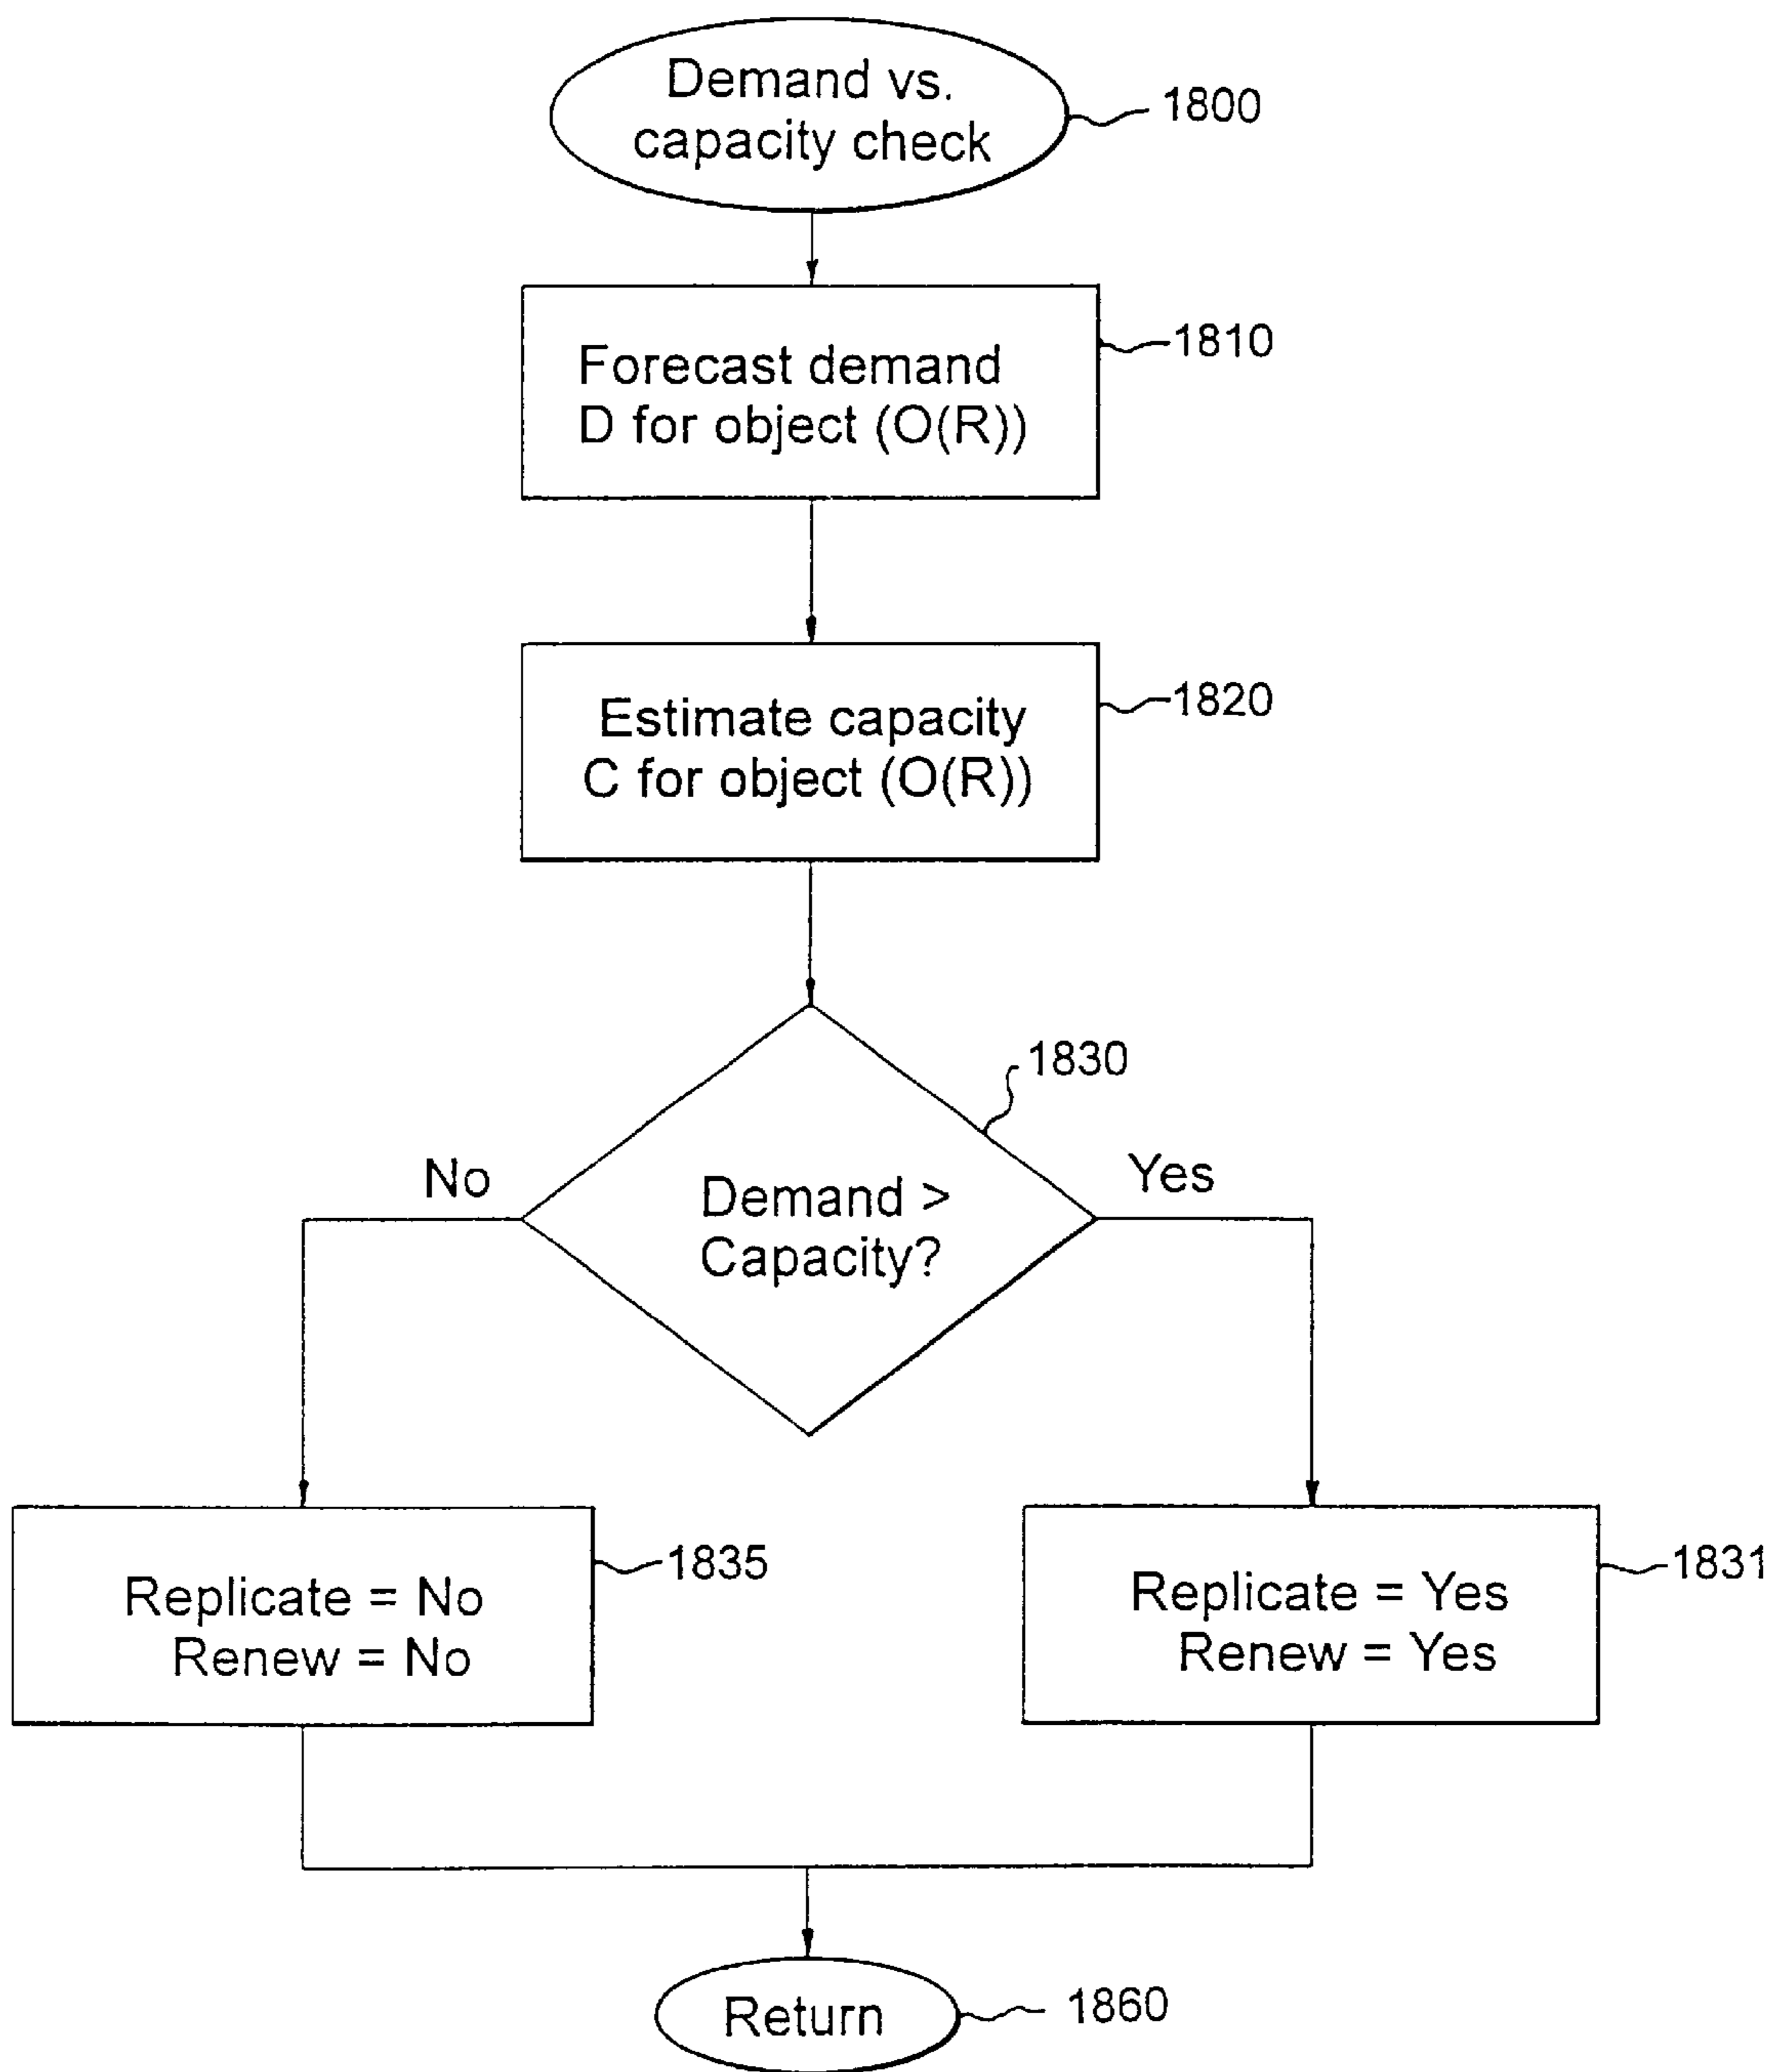 Demand vs.
capacity check
1800
Forecast demand
D for object (O(R))
1810
Estimate capacity
C for object (O(R))
1820
1830
No
Yes
Demand >
Capacity?
Replicate = No
Renew = No
1835
Replicate = Yes
Renew = Yes
1831
Return
1860